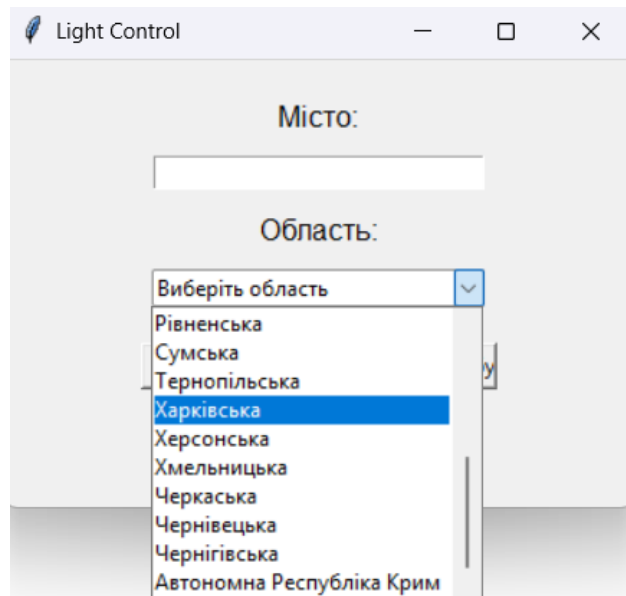 Light Control
Місто:
Область:
Виберіть область
Рівненська
Сумська
Тернопільська
Харківська
Херсонська
Хмельницька
Черкаська
Чернівецька
Чернігівська
Автономна Республіка Крим